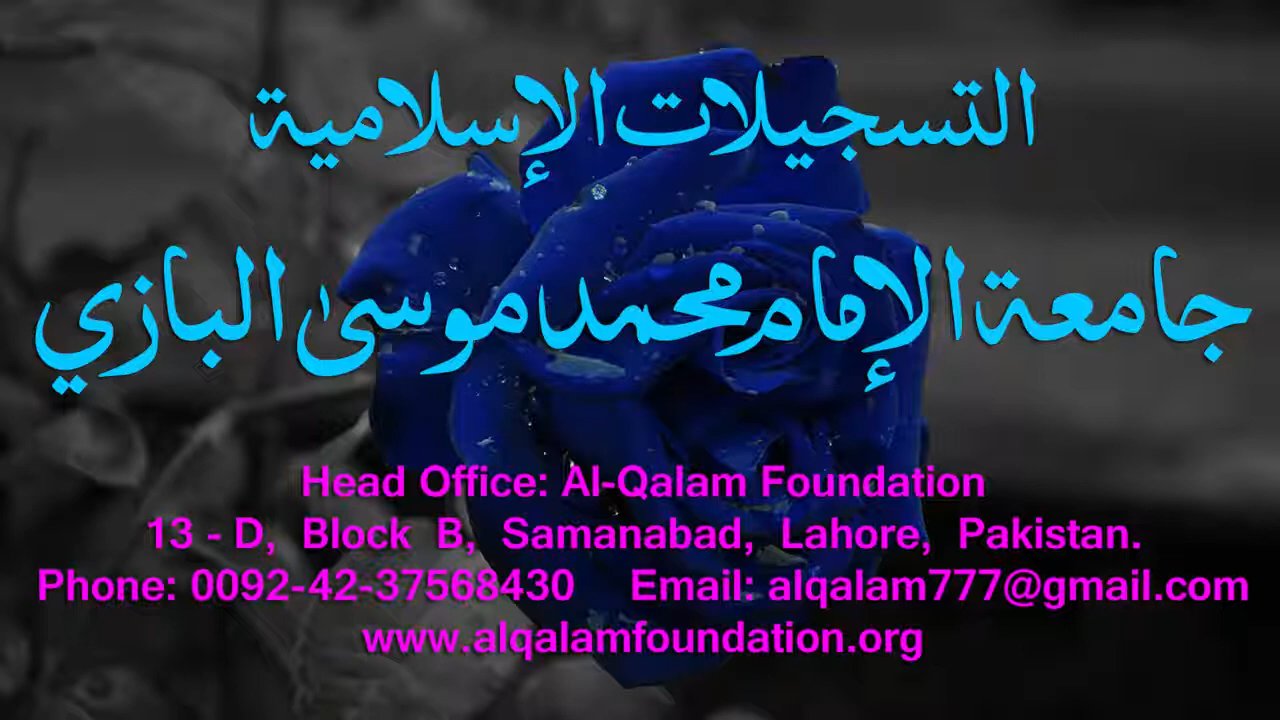 التسجيلات الإسلامية
جامعة الإمام محمد موسىٰ البازي
Head Office: Al-Qalam Foundation
13 - D, Block B, Samanabad, Lahore, Pakistan.
Phone: 0092-42-37568430 Email: alqalam777@gmail.com
www.alqalamfoundation.org